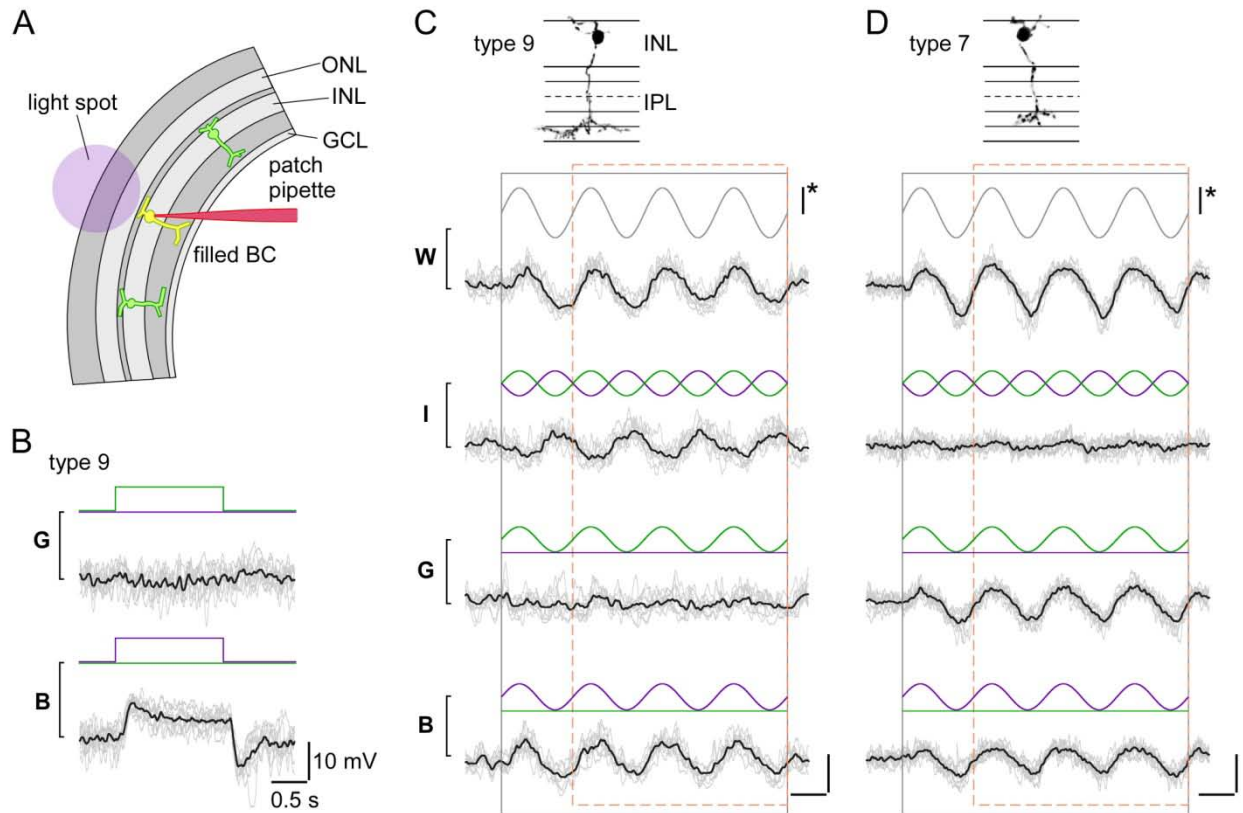 A
light spot
ONL
INL
GCL
patch
pipette
filled BC
B
type 9
G
B
10 mV
0.5 s
C
type 9
INL
IPL
*
W
I
G
B
D
type 7
*